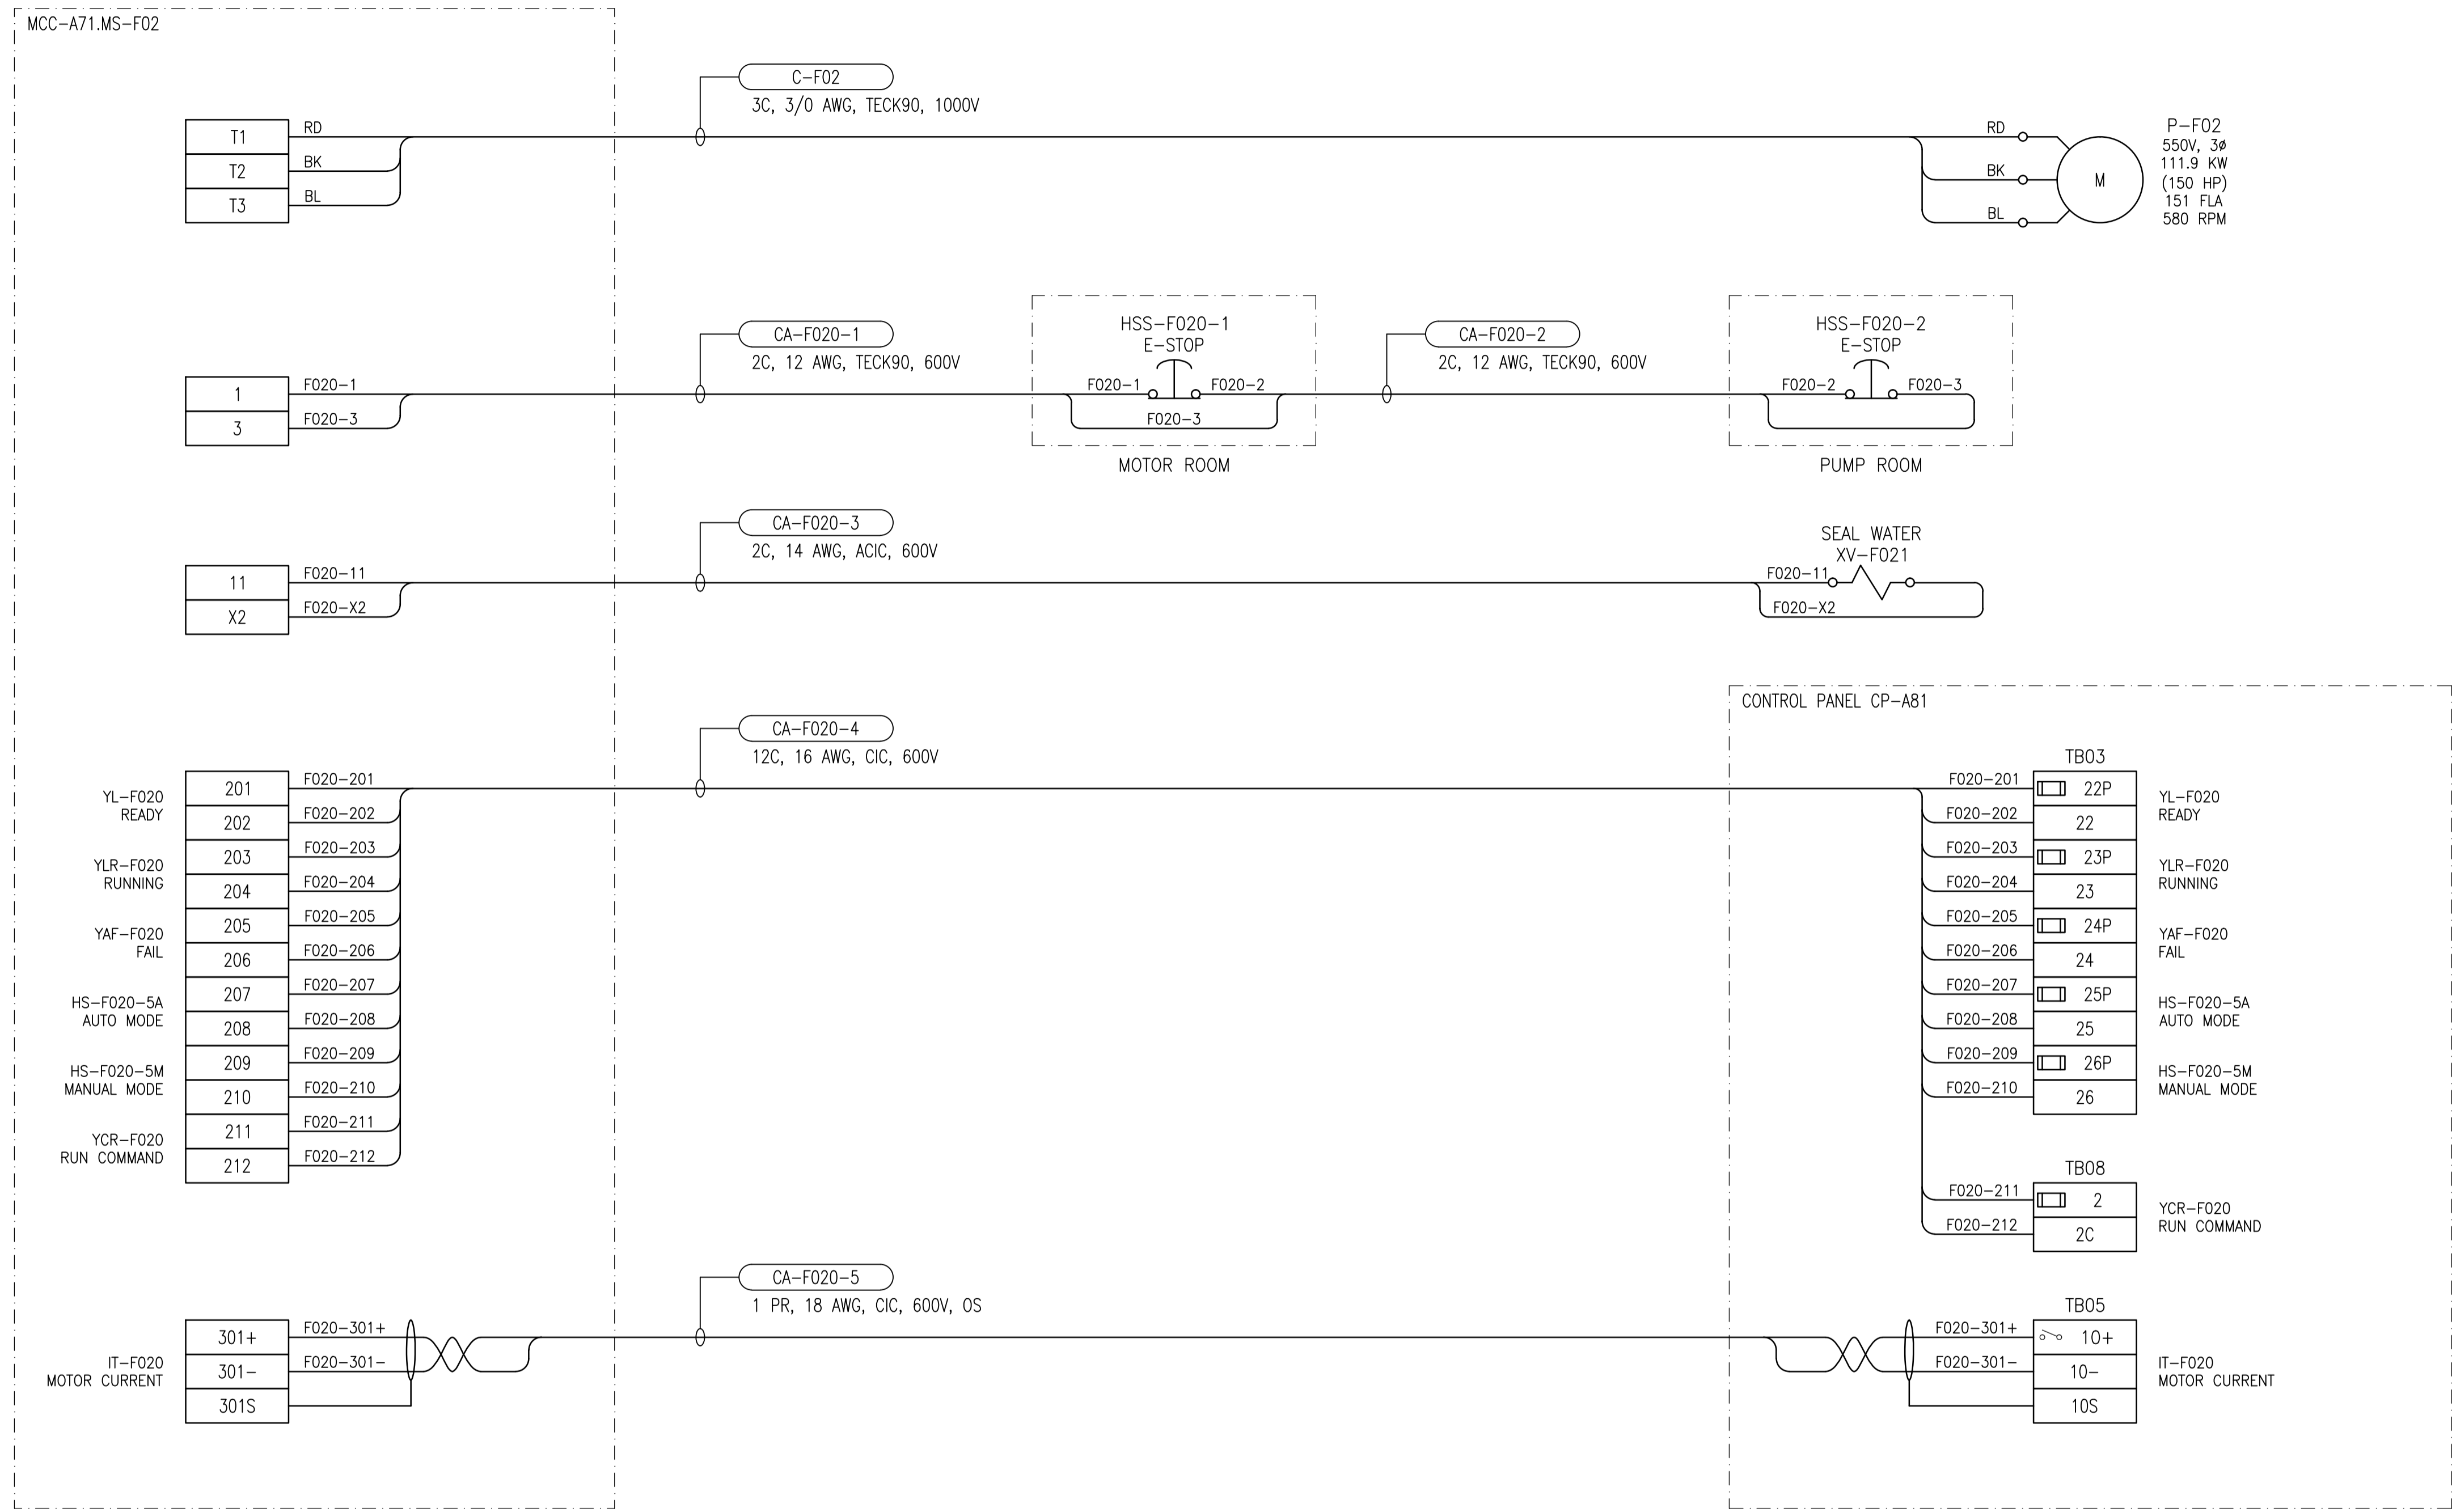 MCC-A71.MS-F02
C-F02
3C, 3/0 AWG, TECK90, 1000V
T1
RD
T2
BK
T3
BL
RD
BK
BL
M
P-F02
550V, 3ø
111.9 KW
(150 HP)
151 FLA
580 RPM
CA-F020-1
2C, 12 AWG, TECK90, 600V
HSS-F020-1
E-STOP
CA-F020-2
2C, 12 AWG, TECK90, 600V
HSS-F020-2
E-STOP
1
F020-1
3
F020-3
F020-1
F020-2
F020-3
F020-2
F020-3
MOTOR ROOM
PUMP ROOM
CA-F020-3
2C, 14 AWG, ACIC, 600V
SEAL WATER
XV-F021
11
F020-11
X2
F020-X2
F020-11
F020-X2
CONTROL PANEL CP-A81
CA-F020-4
12C, 16 AWG, CIC, 600V
YL-F020
READY
YLR-F020
RUNNING
YAF-F020
FAIL
HS-F020-5A
AUTO MODE
HS-F020-5M
MANUAL MODE
YCR-F020
RUN COMMAND
201
F020-201
202
F020-202
203
F020-203
204
F020-204
205
F020-205
206
F020-206
207
F020-207
208
F020-208
209
F020-209
210
F020-210
211
F020-211
212
F020-212
TB03
F020-201
22P
F020-202
22
F020-203
23P
F020-204
23
F020-205
24P
F020-206
24
F020-207
25P
F020-208
25
F020-209
26P
F020-210
26
YL-F020
READY
YLR-F020
RUNNING
YAF-F020
FAIL
HS-F020-5A
AUTO MODE
HS-F020-5M
MANUAL MODE
TB08
F020-211
2
F020-212
2C
YCR-F020
RUN COMMAND
CA-F020-5
1 PR, 18 AWG, CIC, 600V, OS
IT-F020
MOTOR CURRENT
301+
F020-301+
301-
F020-301-
301S
TB05
F020-301+
10+
F020-301-
10-
10S
IT-F020
MOTOR CURRENT